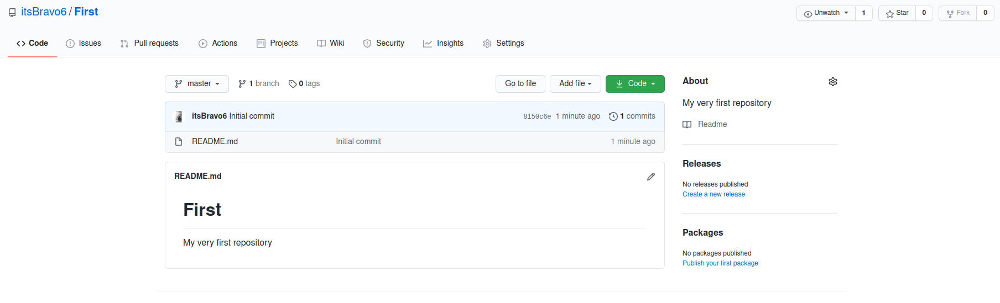 itsBravo6 / First
Unwatch 1 Star 0 Fork 0
Code Issues Pull requests Actions Projects Wiki Security Insights Settings
master 1 branch 0 tags Go to file Add file Code
itsBravo6 Initial commit 8150c6e 1 minute ago 1 commits
README.md Initial commit 1 minute ago
README.md
First
My very first repository
About
My very first repository
Readme
Releases
No releases published
Create a new release
Packages
No packages published
Publish your first package